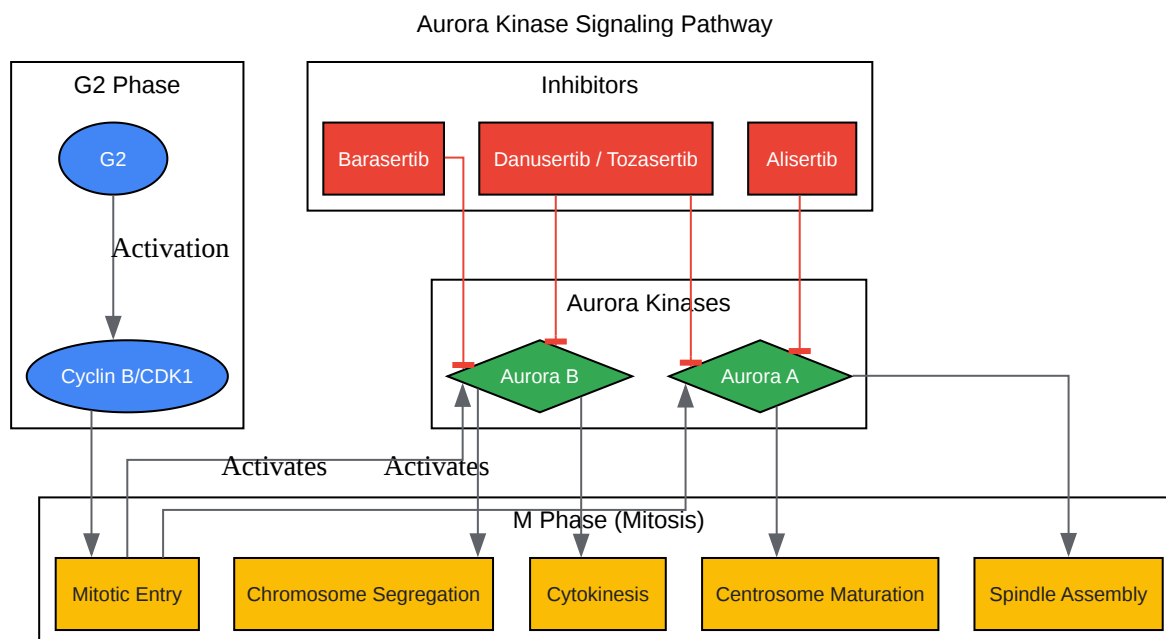 Aurora Kinase Signaling Pathway
G2 Phase
Inhibitors
G2
Barasertib
Danusertib / Tozasertib
Alisertib
Activation
Aurora Kinases
Cyclin B/CDK1
Aurora B
Aurora A
Activates
Activates
M Phase (Mitosis)
Mitotic Entry
Chromosome Segregation
Cytokinesis
Centrosome Maturation
Spindle Assembly